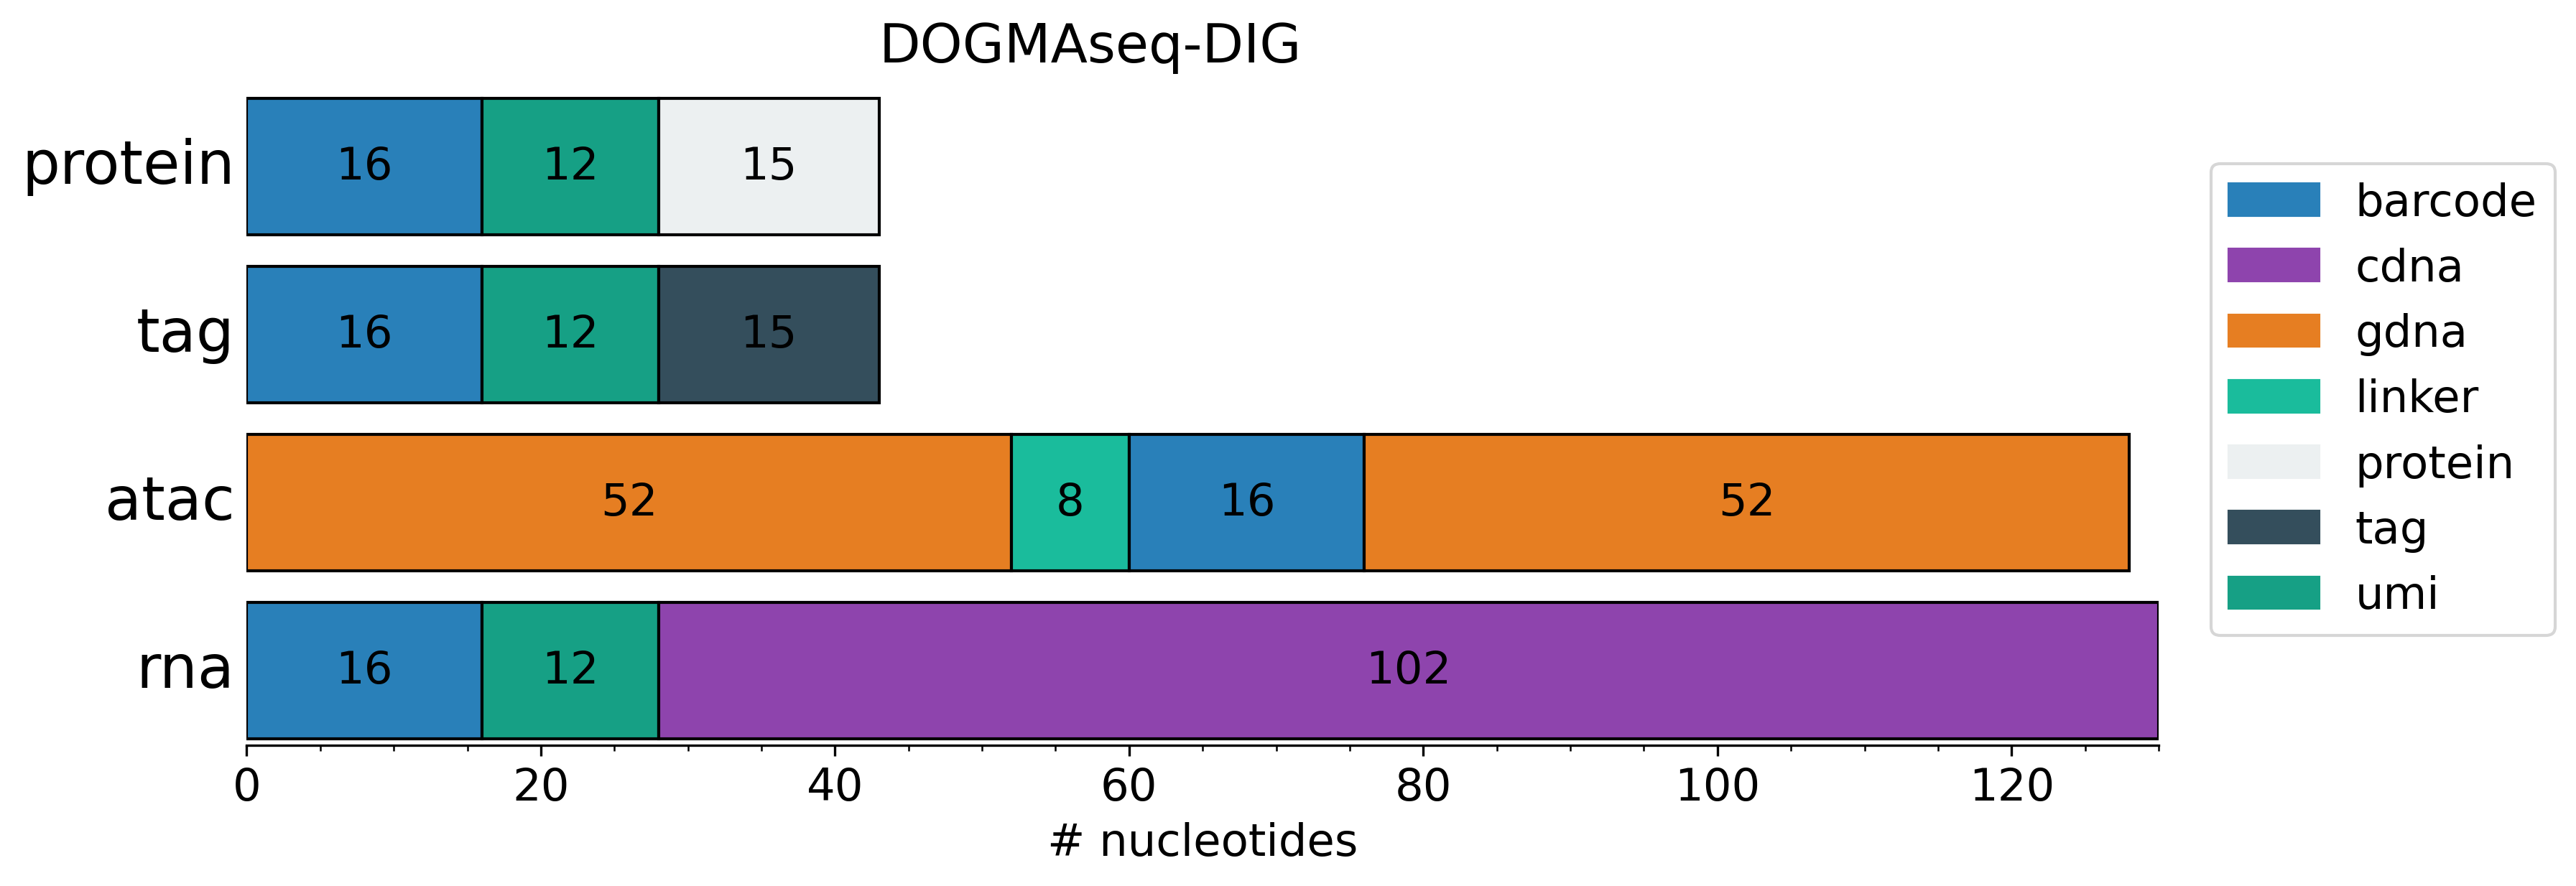 DOGMAseq-DIG
protein 16 12 15
tag 16 12 15
atac 52 8 16 52
rna 16 12 102
0 20 40 60 80 100 120
# nucleotides
barcode
cdna
gdna
linker
protein
tag
umi